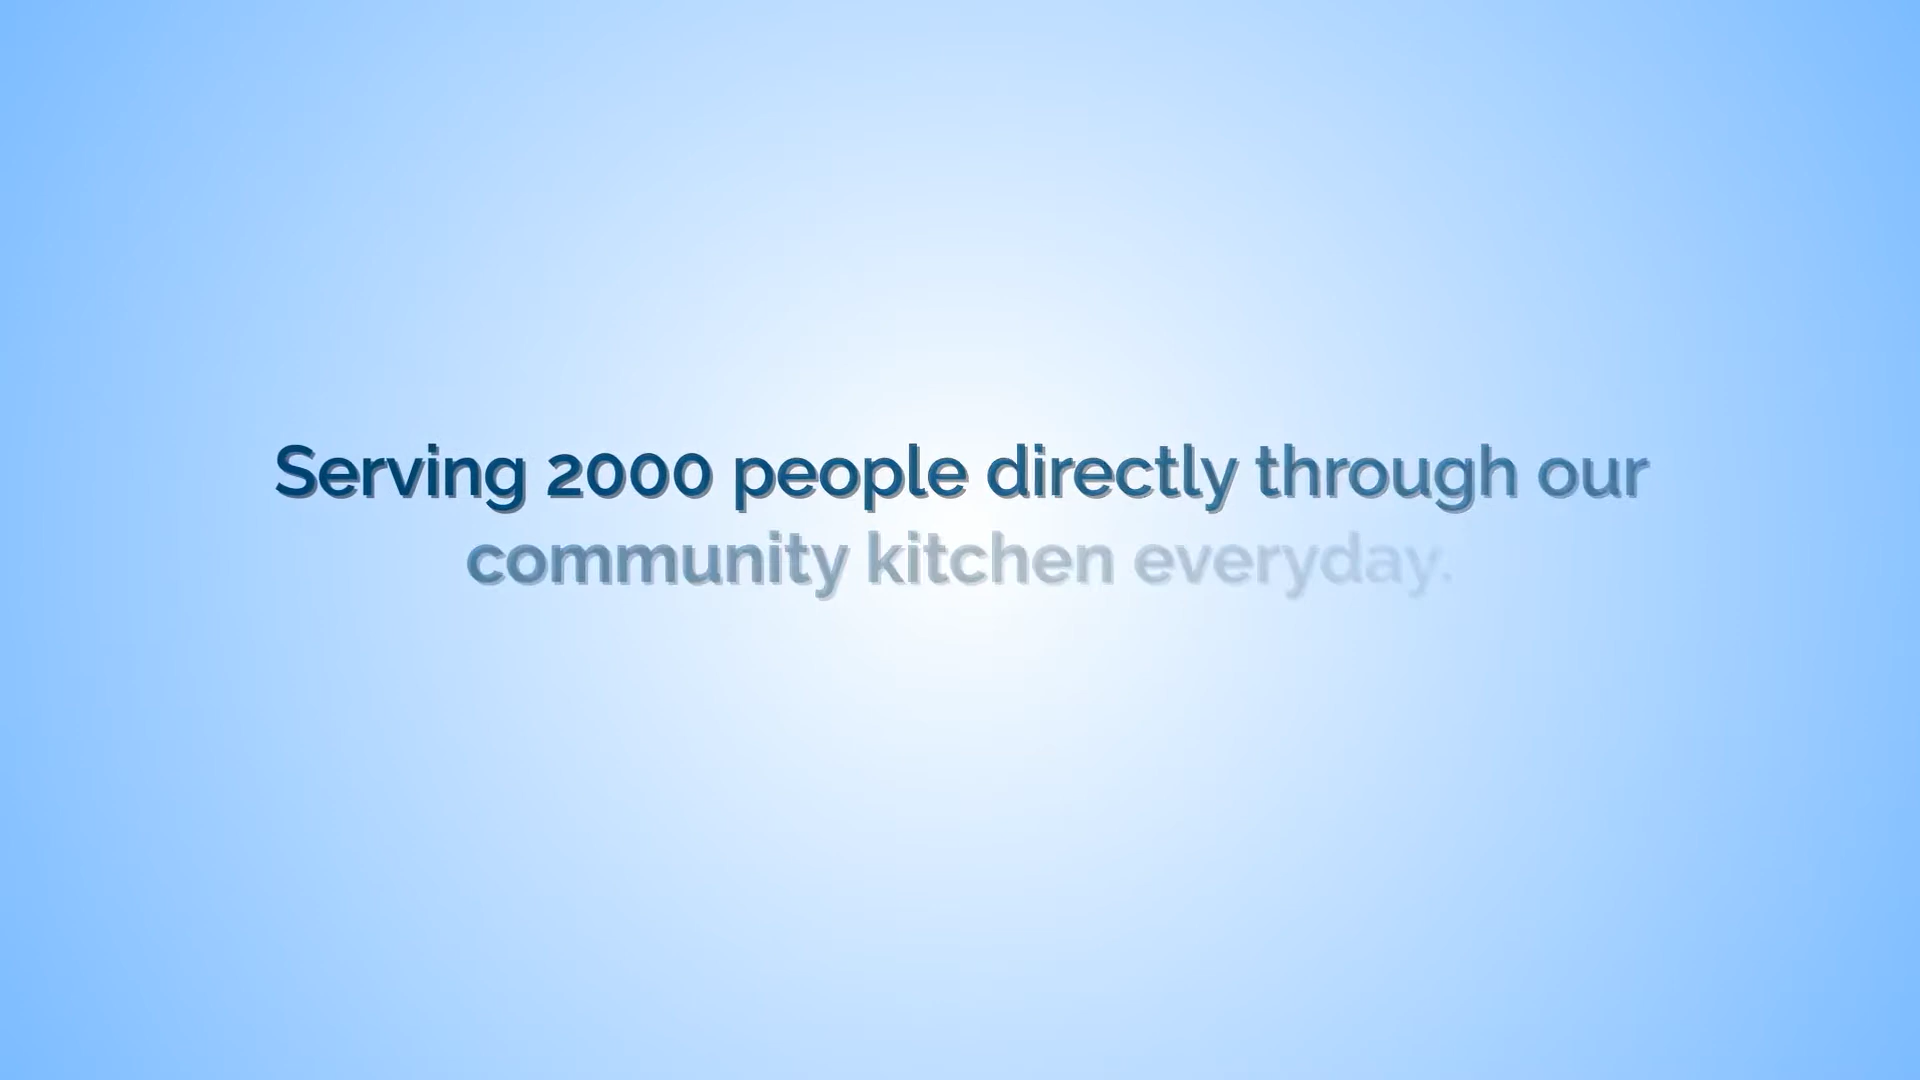 Serving 2000 people directly through our
community kitchen everyday.